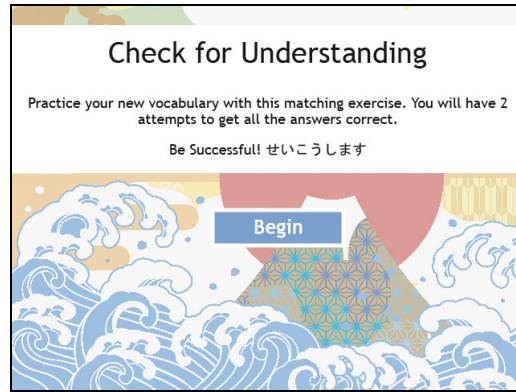 Check for Understanding
Practice your new vocabulary with this matching exercise. You will have 2
attempts to get all the answers correct.
Be Successful! せいこうします
Begin